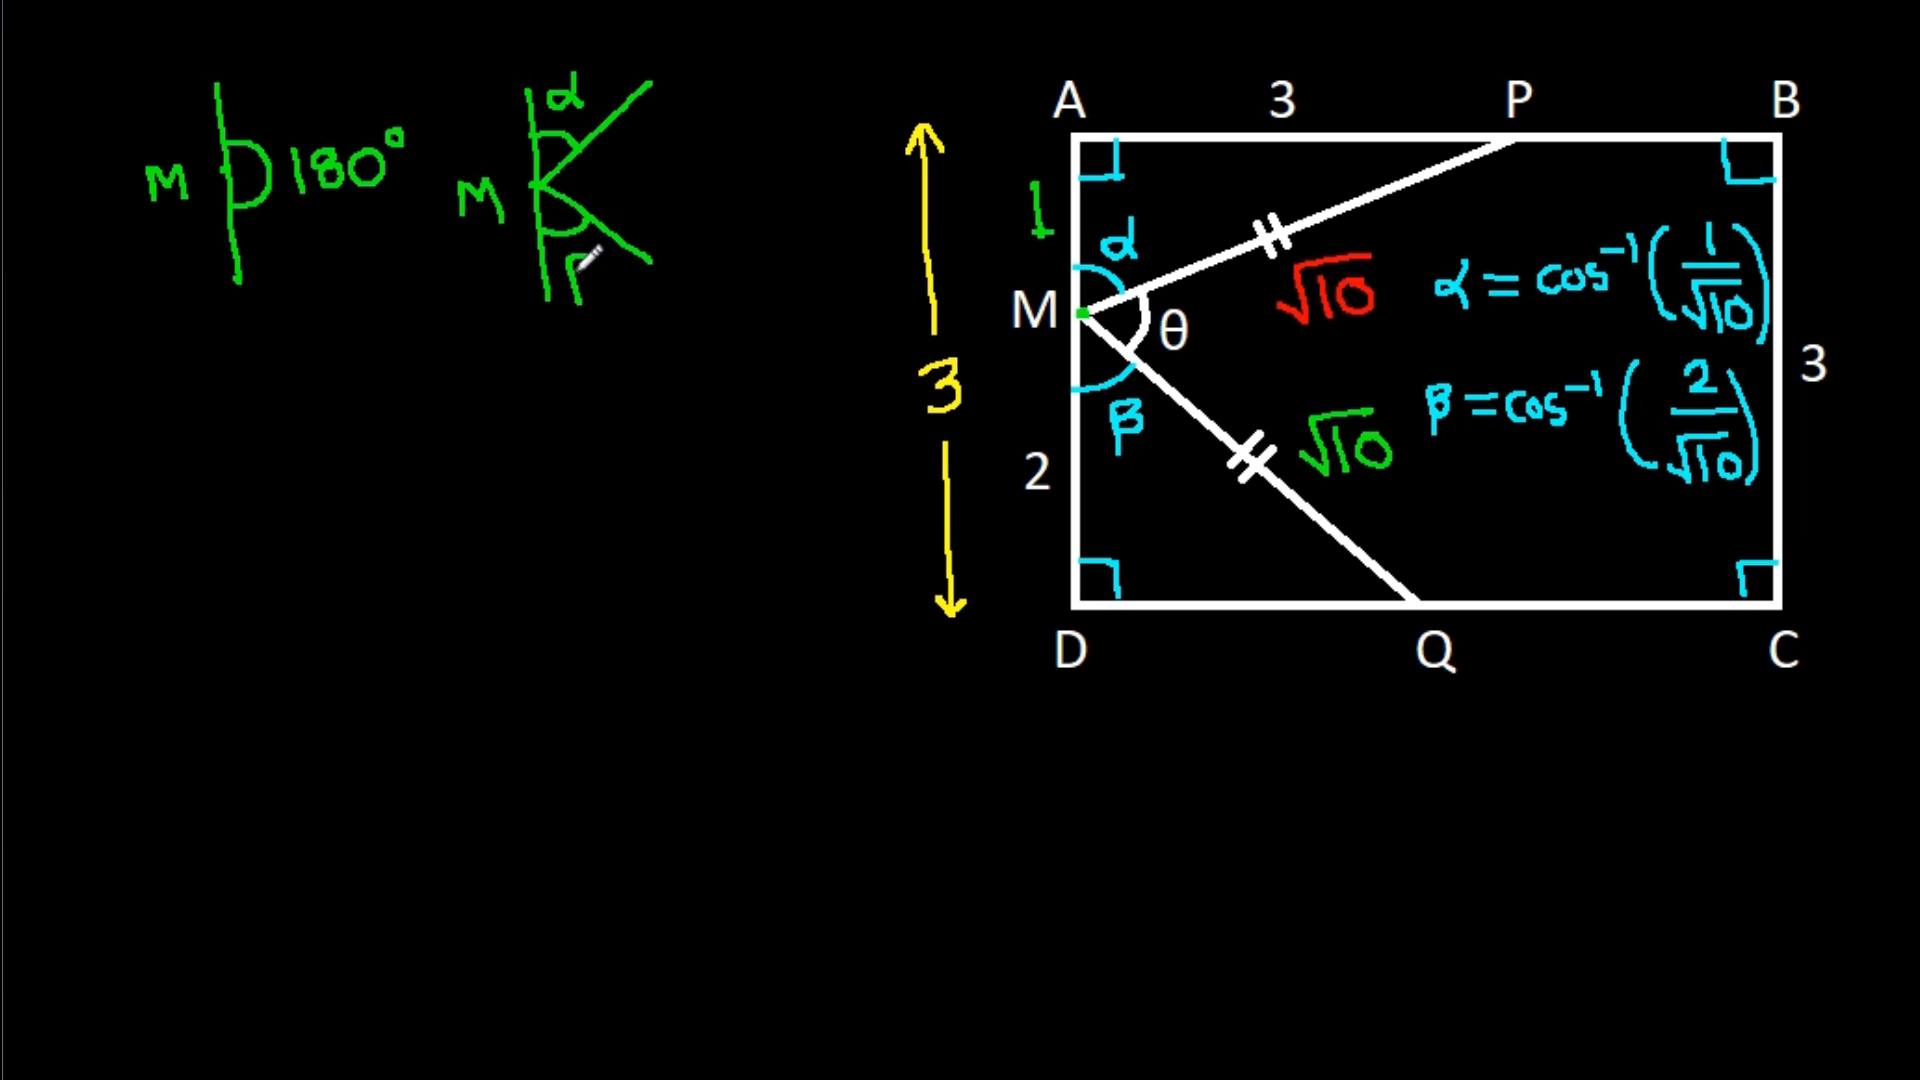 M 180°
M α
A 3 P B
1
α
M θ
√10
α = cos⁻¹(1/√10)
3
3
β
√10
β = cos⁻¹(2/√10)
2
D Q C